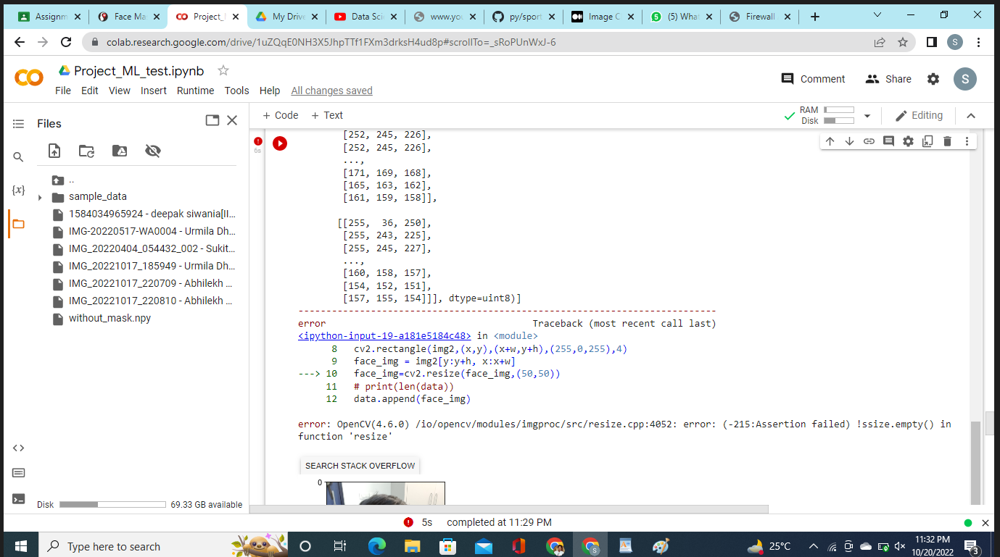 Assignm
Face Ma
Project_
My Drive
Data Scie
www.you
py/sport
Image C
(5) What
Firewall
colab.research.google.com/drive/1uZQqE0NH3X5JhpTTf1FXm3drksH4ud8p#scrollTo=_sRoPUnWxJ-6
S
Project_ML_test.ipynb
Comment
Share
S
File Edit View Insert Runtime Tools Help All changes saved
Files
+ Code + Text
RAM
Disk
Editing
6s
{x}
..
sample_data
1584034965924 - deepak siwania[II...
IMG-20220517-WA0004 - Urmila Dh...
IMG_20220404_054432_002 - Sukit...
IMG_20221017_185949 - Urmila Dh...
IMG_20221017_220709 - Abhilekh ...
IMG_20221017_220810 - Abhilekh ...
without_mask.npy
Disk
69.33 GB available
[252, 245, 226],
[252, 245, 226],
...,
[171, 169, 168],
[165, 163, 162],
[161, 159, 158]],
[[255, 36, 250],
[255, 243, 225],
[255, 245, 227],
...,
[160, 158, 157],
[154, 152, 151],
[157, 155, 154]]], dtype=uint8)]
---------------------------------------------------------------------------
error Traceback (most recent call last)
<ipython-input-19-a181e5184c48> in <module>
8 cv2.rectangle(img2,(x,y),(x+w,y+h),(255,0,255),4)
9 face_img = img2[y:y+h, x:x+w]
---> 10 face_img=cv2.resize(face_img,(50,50))
11 # print(len(data))
12 data.append(face_img)
error: OpenCV(4.6.0) /io/opencv/modules/imgproc/src/resize.cpp:4052: error: (-215:Assertion failed) !ssize.empty() in
function 'resize'
SEARCH STACK OVERFLOW
0
5s completed at 11:29 PM
Type here to search
25°C
11:32 PM
10/20/2022
3